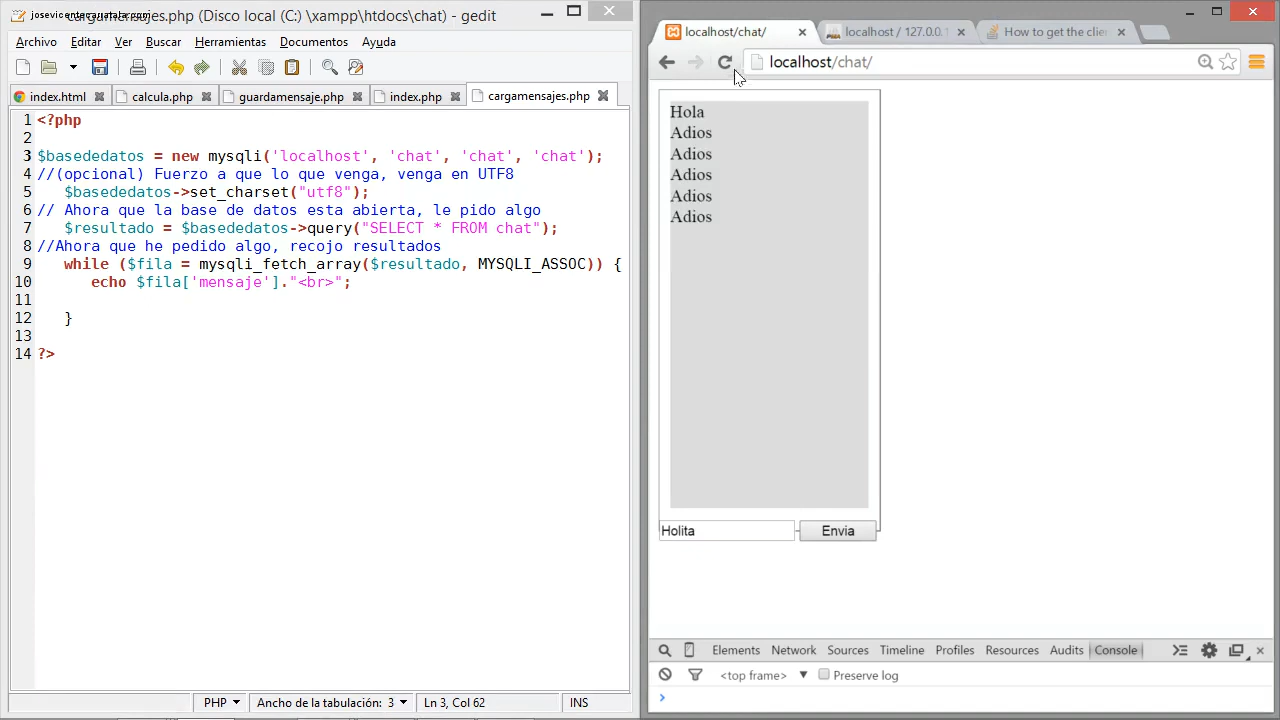 cargamensajes.php (Disco local (C:) \xampp\htdocs\chat) - gedit
Archivo Editar Ver Buscar Herramientas Documentos Ayuda
index.html calcula.php guardamensaje.php index.php cargamensajes.php
1 <?php
2
3 $basededatos = new mysqli('localhost', 'chat', 'chat', 'chat');
4 //(opcional) Fuerzo a que lo que venga, venga en UTF8
5 $basededatos->set_charset("utf8");
6 // Ahora que la base de datos esta abierta, le pido algo
7 $resultado = $basededatos->query("SELECT * FROM chat");
8 //Ahora que he pedido algo, recojo resultados
9 while ($fila = mysqli_fetch_array($resultado, MYSQLI_ASSOC)) {
10 echo $fila['mensaje']."<br>";
11
12 }
13
14 ?>
PHP Ancho de la tabulación: 3 Ln 3, Col 62 INS
localhost/chat/ localhost / 127.0.0.1 How to get the clie
localhost/chat/
Hola
Adios
Adios
Adios
Adios
Adios
Holita Envia
Elements Network Sources Timeline Profiles Resources Audits Console
<top frame> Preserve log